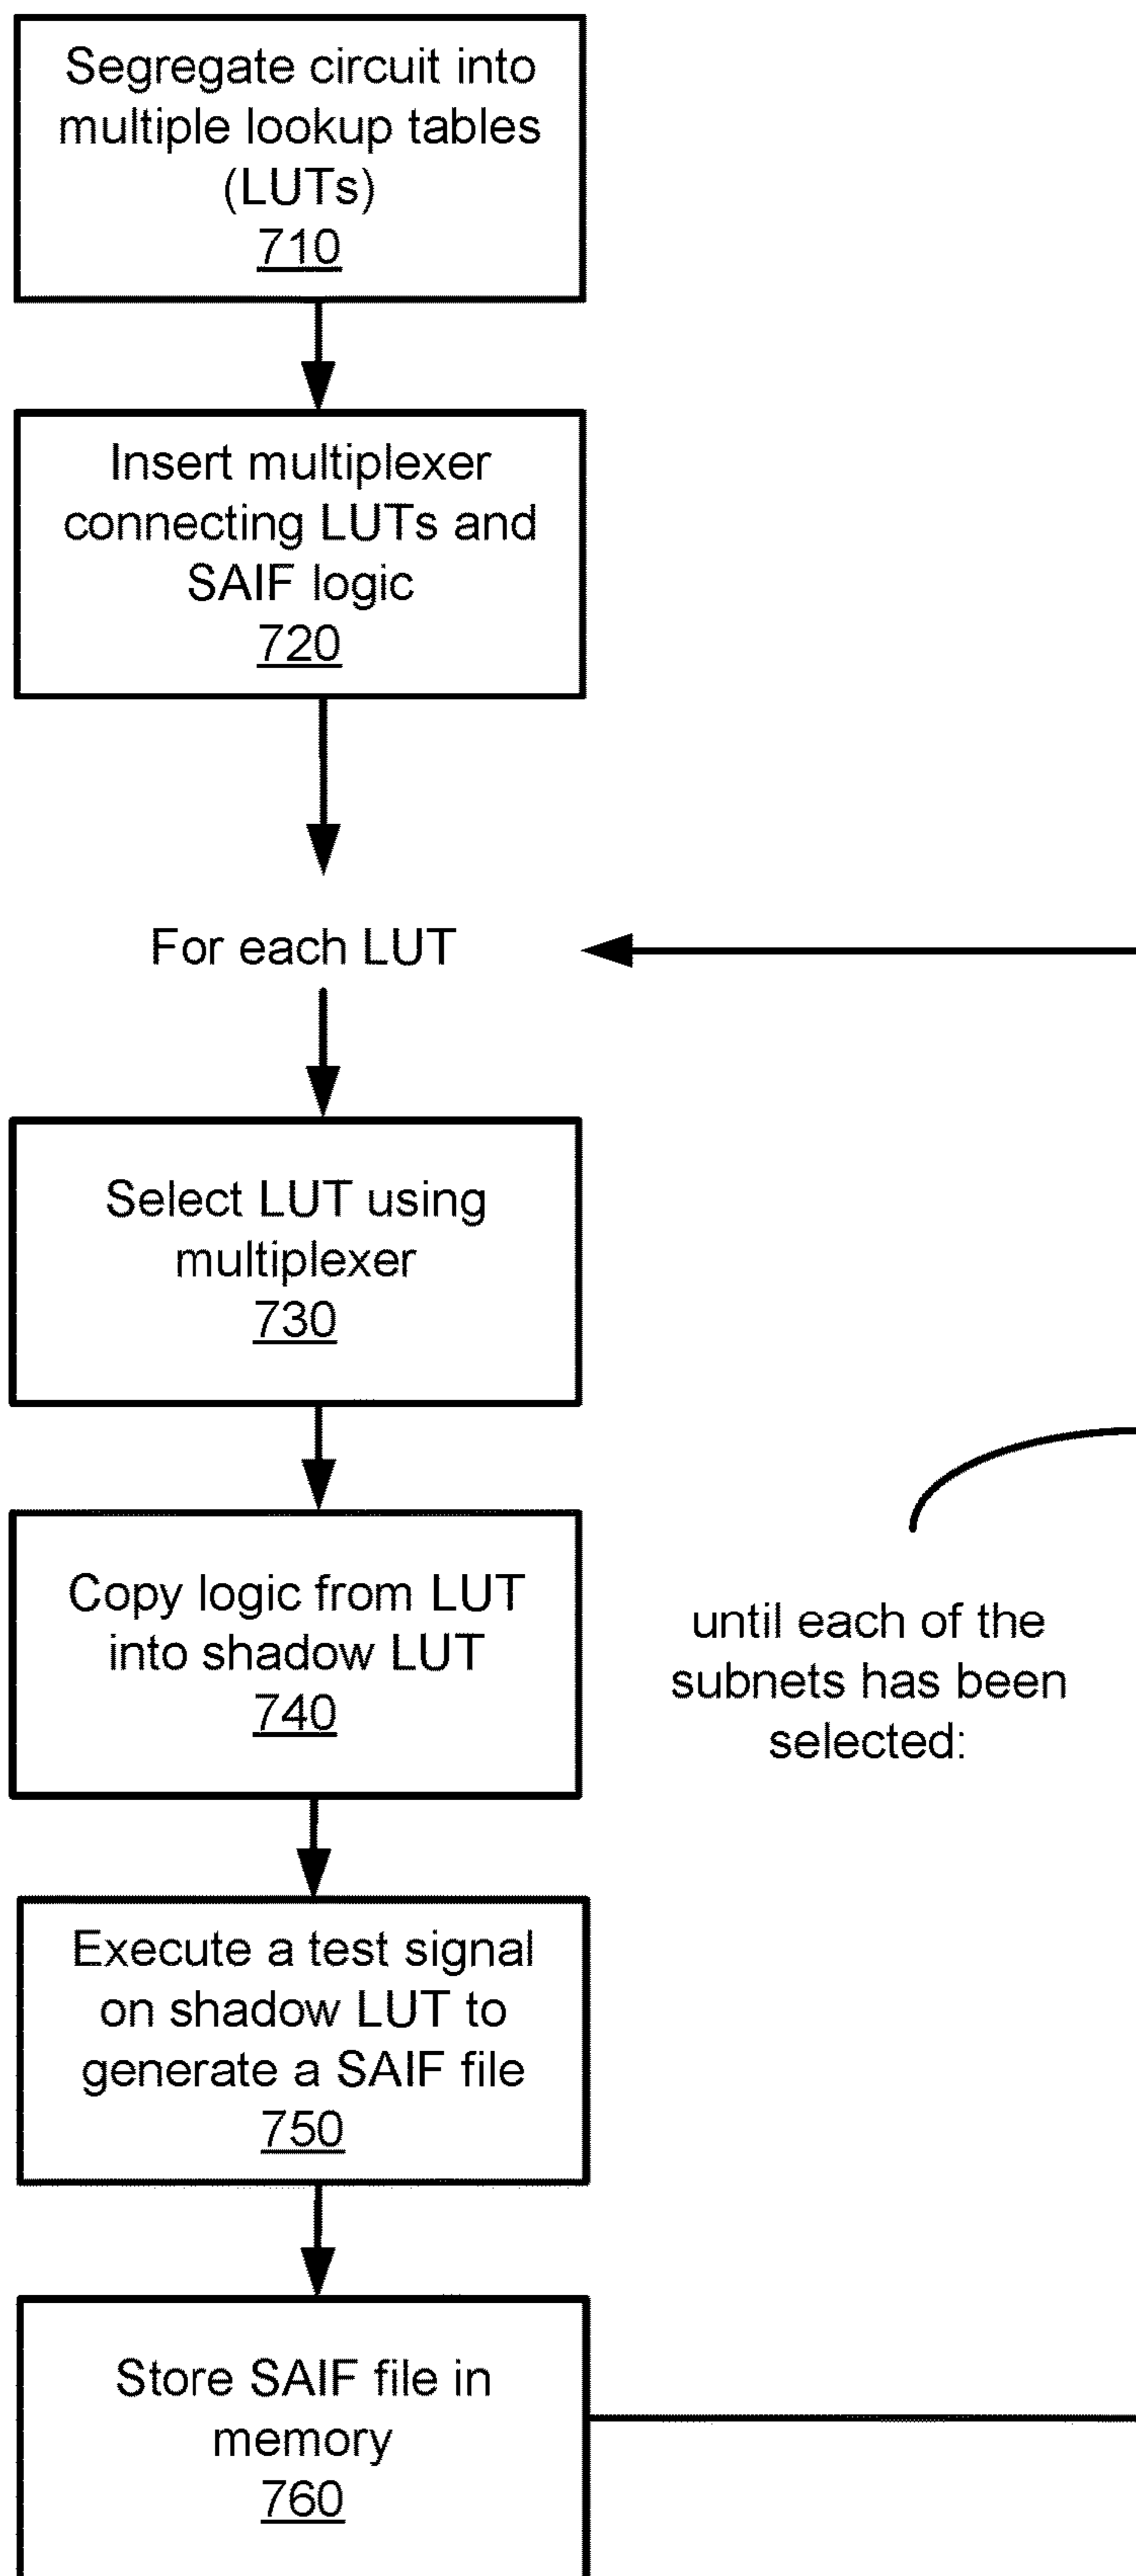 Segregate circuit into
multiple lookup tables
(LUTs)
710
Insert multiplexer
connecting LUTs and
SAIF logic
720
For each LUT
Select LUT using
multiplexer
730
Copy logic from LUT
into shadow LUT
740
until each of the
subnets has been
selected:
Execute a test signal
on shadow LUT to
generate a SAIF file
750
Store SAIF file in
memory
760